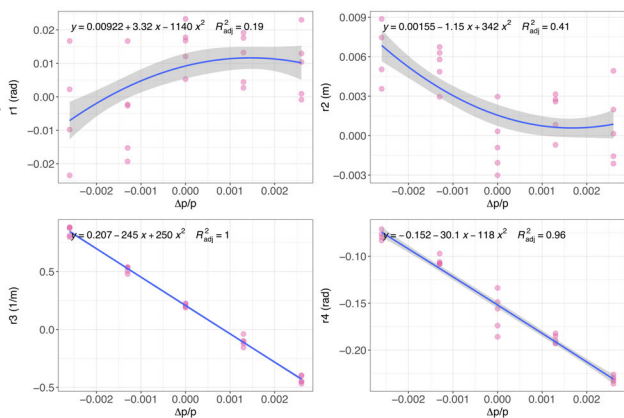 y = 0.00922 + 3.32 x − 1140 x² R²adj = 0.19
0.02
0.01
0.00
−0.01
−0.02
r1 (rad)
−0.002 −0.001 0.000 0.001 0.002
Δp/p
y = 0.00155 − 1.15 x + 342 x² R²adj = 0.41
0.009
0.006
0.003
0.000
−0.003
r2 (m)
−0.002 −0.001 0.000 0.001 0.002
Δp/p
y = 0.207 − 245 x + 250 x² R²adj = 1
0.5
0.0
−0.5
r3 (1/m)
−0.002 −0.001 0.000 0.001 0.002
Δp/p
y = −0.152 − 30.1 x − 118 x² R²adj = 0.96
−0.10
−0.15
−0.20
r4 (rad)
−0.002 −0.001 0.000 0.001 0.002
Δp/p